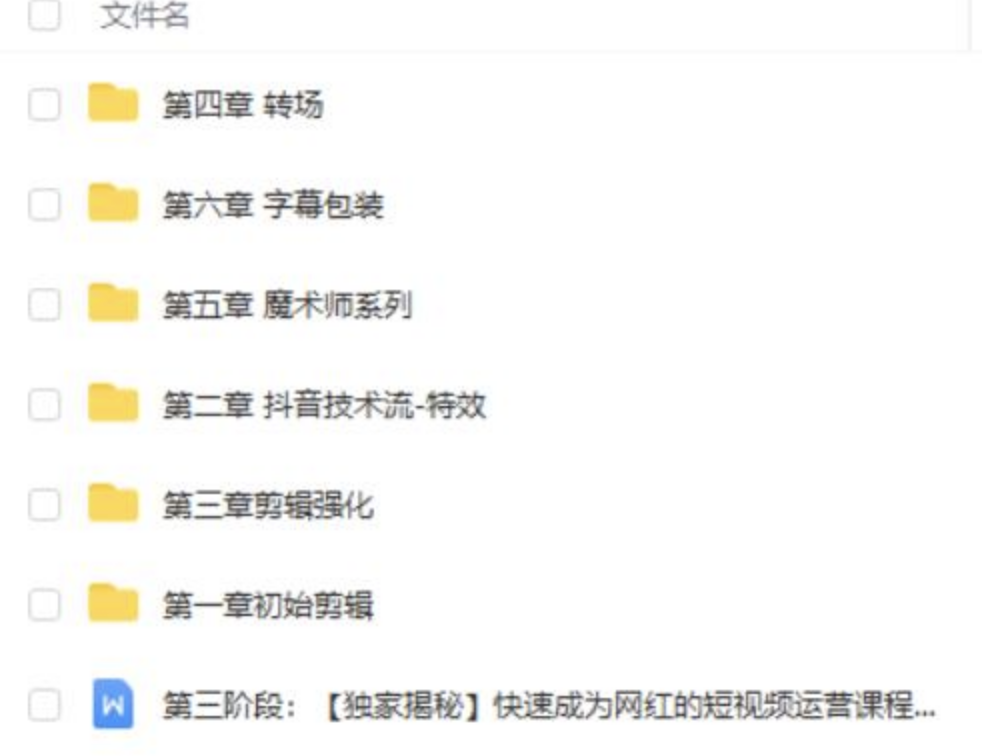 文件名
第四章 转场
第六章 字幕包装
第五章 魔术师系列
第二章 抖音技术流-特效
第三章剪辑强化
第一章初始剪辑
W
第三阶段：【独家揭秘】快速成为网红的短视频运营课程...